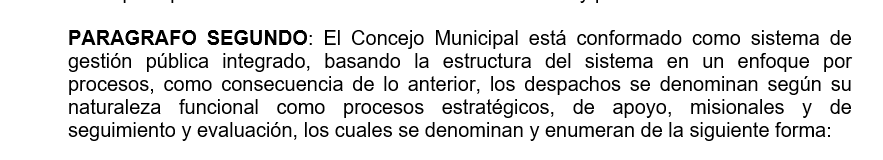 PARAGRAFO SEGUNDO: El Concejo Municipal está conformado como sistema de
gestión pública integrado, basando la estructura del sistema en un enfoque por
procesos, como consecuencia de lo anterior, los despachos se denominan según su
naturaleza funcional como procesos estratégicos, de apoyo, misionales y de
seguimiento y evaluación, los cuales se denominan y enumeran de la siguiente forma: